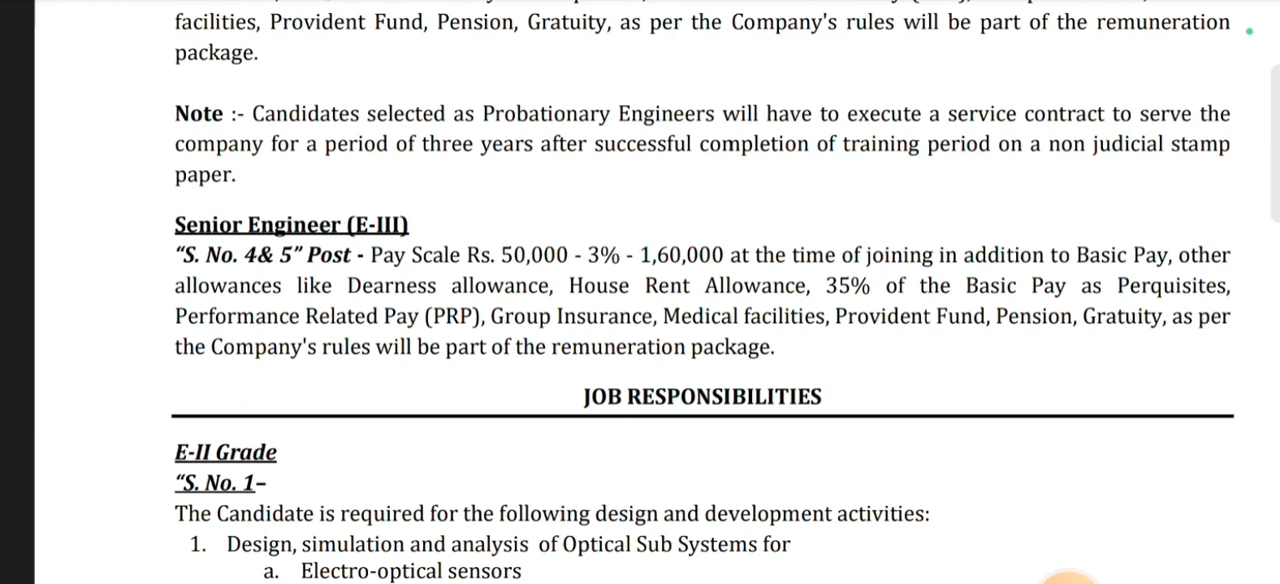 facilities, Provident Fund, Pension, Gratuity, as per the Company's rules will be part of the remuneration
package.
Note :- Candidates selected as Probationary Engineers will have to execute a service contract to serve the
company for a period of three years after successful completion of training period on a non judicial stamp
paper.
Senior Engineer (E-III)
“S. No. 4& 5” Post - Pay Scale Rs. 50,000 - 3% - 1,60,000 at the time of joining in addition to Basic Pay, other
allowances like Dearness allowance, House Rent Allowance, 35% of the Basic Pay as Perquisites,
Performance Related Pay (PRP), Group Insurance, Medical facilities, Provident Fund, Pension, Gratuity, as per
the Company's rules will be part of the remuneration package.
JOB RESPONSIBILITIES
E-II Grade
“S. No. 1–
The Candidate is required for the following design and development activities:
1. Design, simulation and analysis of Optical Sub Systems for
a. Electro-optical sensors